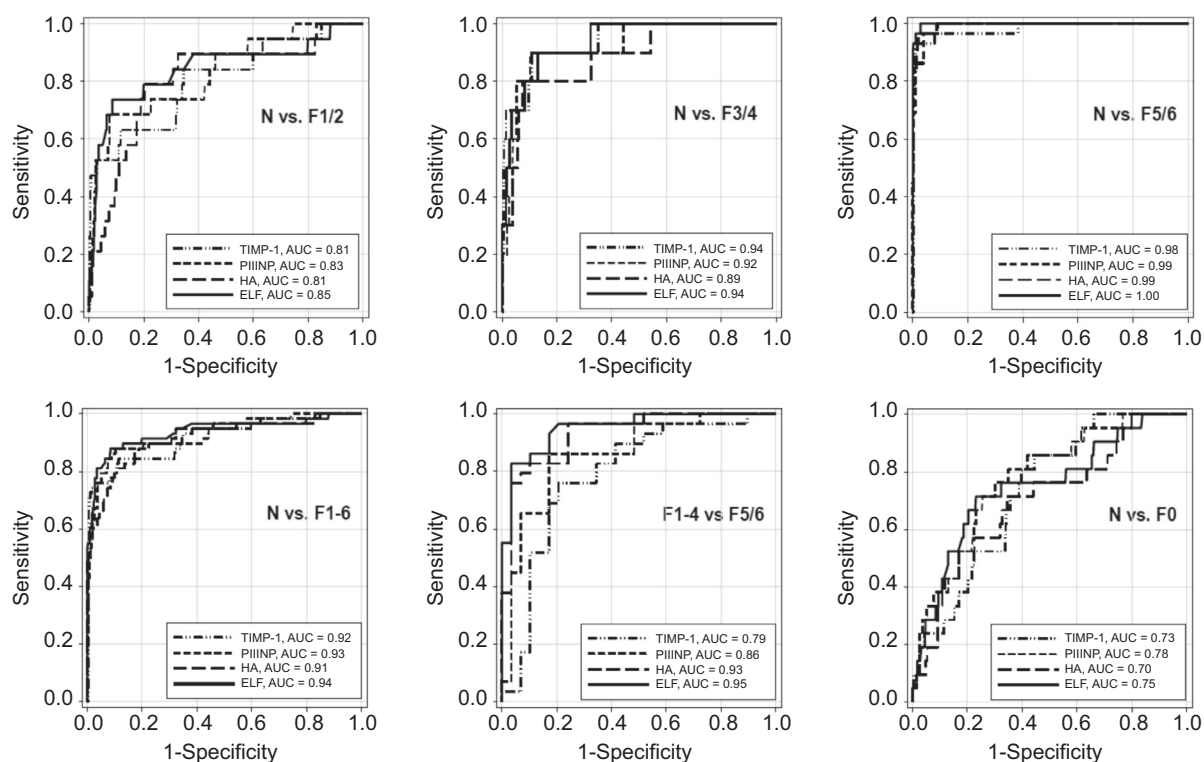 1.0
0.8
0.6
0.4
0.2
0.0
Sensitivity
N vs. F1/2
TIMP-1, AUC = 0.81
PIIINP, AUC = 0.83
HA, AUC = 0.81
ELF, AUC = 0.85
0.0 0.2 0.4 0.6 0.8 1.0
1-Specificity
1.0
0.8
0.6
0.4
0.2
0.0
Sensitivity
N vs. F3/4
TIMP-1, AUC = 0.94
PIIINP, AUC = 0.92
HA, AUC = 0.89
ELF, AUC = 0.94
0.0 0.2 0.4 0.6 0.8 1.0
1-Specificity
1.0
0.8
0.6
0.4
0.2
0.0
Sensitivity
N vs. F5/6
TIMP-1, AUC = 0.98
PIIINP, AUC = 0.99
HA, AUC = 0.99
ELF, AUC = 1.00
0.0 0.2 0.4 0.6 0.8 1.0
1-Specificity
1.0
0.8
0.6
0.4
0.2
0.0
Sensitivity
N vs. F1-6
TIMP-1, AUC = 0.92
PIIINP, AUC = 0.93
HA, AUC = 0.91
ELF, AUC = 0.94
0.0 0.2 0.4 0.6 0.8 1.0
1-Specificity
1.0
0.8
0.6
0.4
0.2
0.0
Sensitivity
F1-4 vs F5/6
TIMP-1, AUC = 0.79
PIIINP, AUC = 0.86
HA, AUC = 0.93
ELF, AUC = 0.95
0.0 0.2 0.4 0.6 0.8 1.0
1-Specificity
1.0
0.8
0.6
0.4
0.2
0.0
Sensitivity
N vs. F0
TIMP-1, AUC = 0.73
PIIINP, AUC = 0.78
HA, AUC = 0.70
ELF, AUC = 0.75
0.0 0.2 0.4 0.6 0.8 1.0
1-Specificity